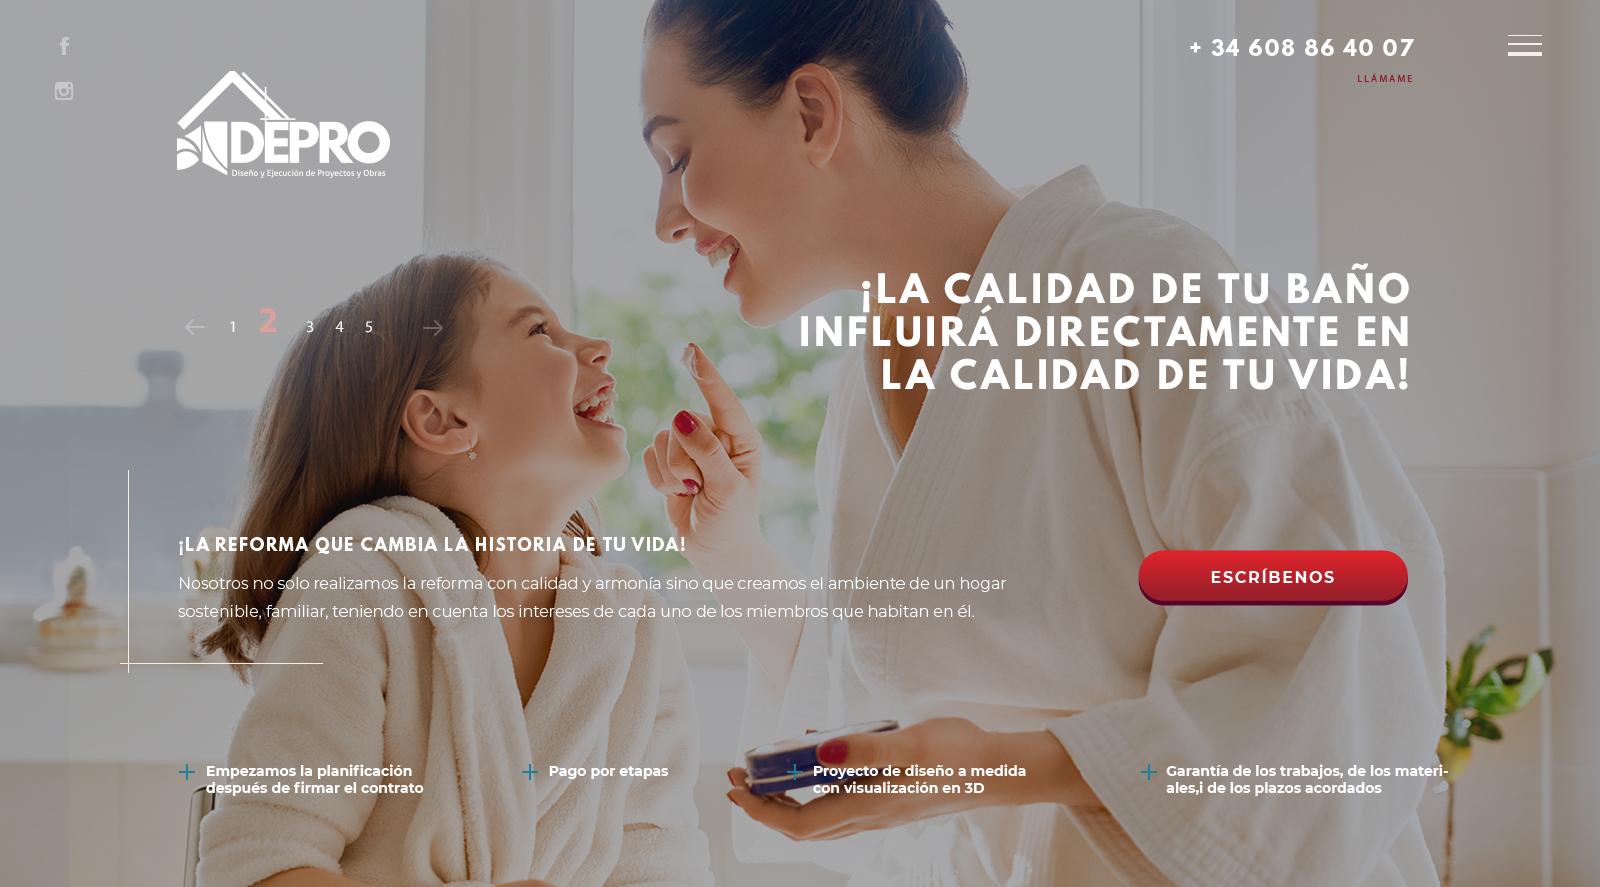 + 34 608 86 40 07
LLÁMAME
DEPRO
Diseño y Ejecución de Proyectos y Obras
¡LA CALIDAD DE TU BAÑO
INFLUIRÁ DIRECTAMENTE EN
LA CALIDAD DE TU VIDA!
1 2 3 4 5
¡LA REFORMA QUE CAMBIA LA HISTORIA DE TU VIDA!
Nosotros no solo realizamos la reforma con calidad y armonía sino que creamos el ambiente de un hogar
sostenible, familiar, teniendo en cuenta los intereses de cada uno de los miembros que habitan en él.
ESCRÍBENOS
Empezamos la planificación
después de firmar el contrato
Pago por etapas
Proyecto de diseño a medida
con visualización en 3D
Garantía de los trabajos, de los materi-
ales,i de los plazos acordados